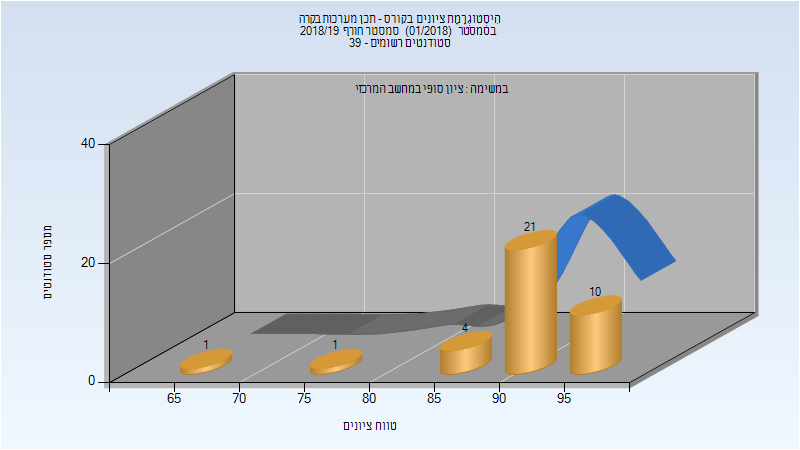 היסטוגרמת ציונים בקורס - תכן מערכות בקרה
בסמסטר (01/2018) סמסטר חורף 2018/19
סטודנטים רשומים - 39
במשימה : ציון סופי במחשב המרכזי
מספר סטודנטים
40
20
0
1
1
4
21
10
65
70
75
80
85
90
95
טווח ציונים